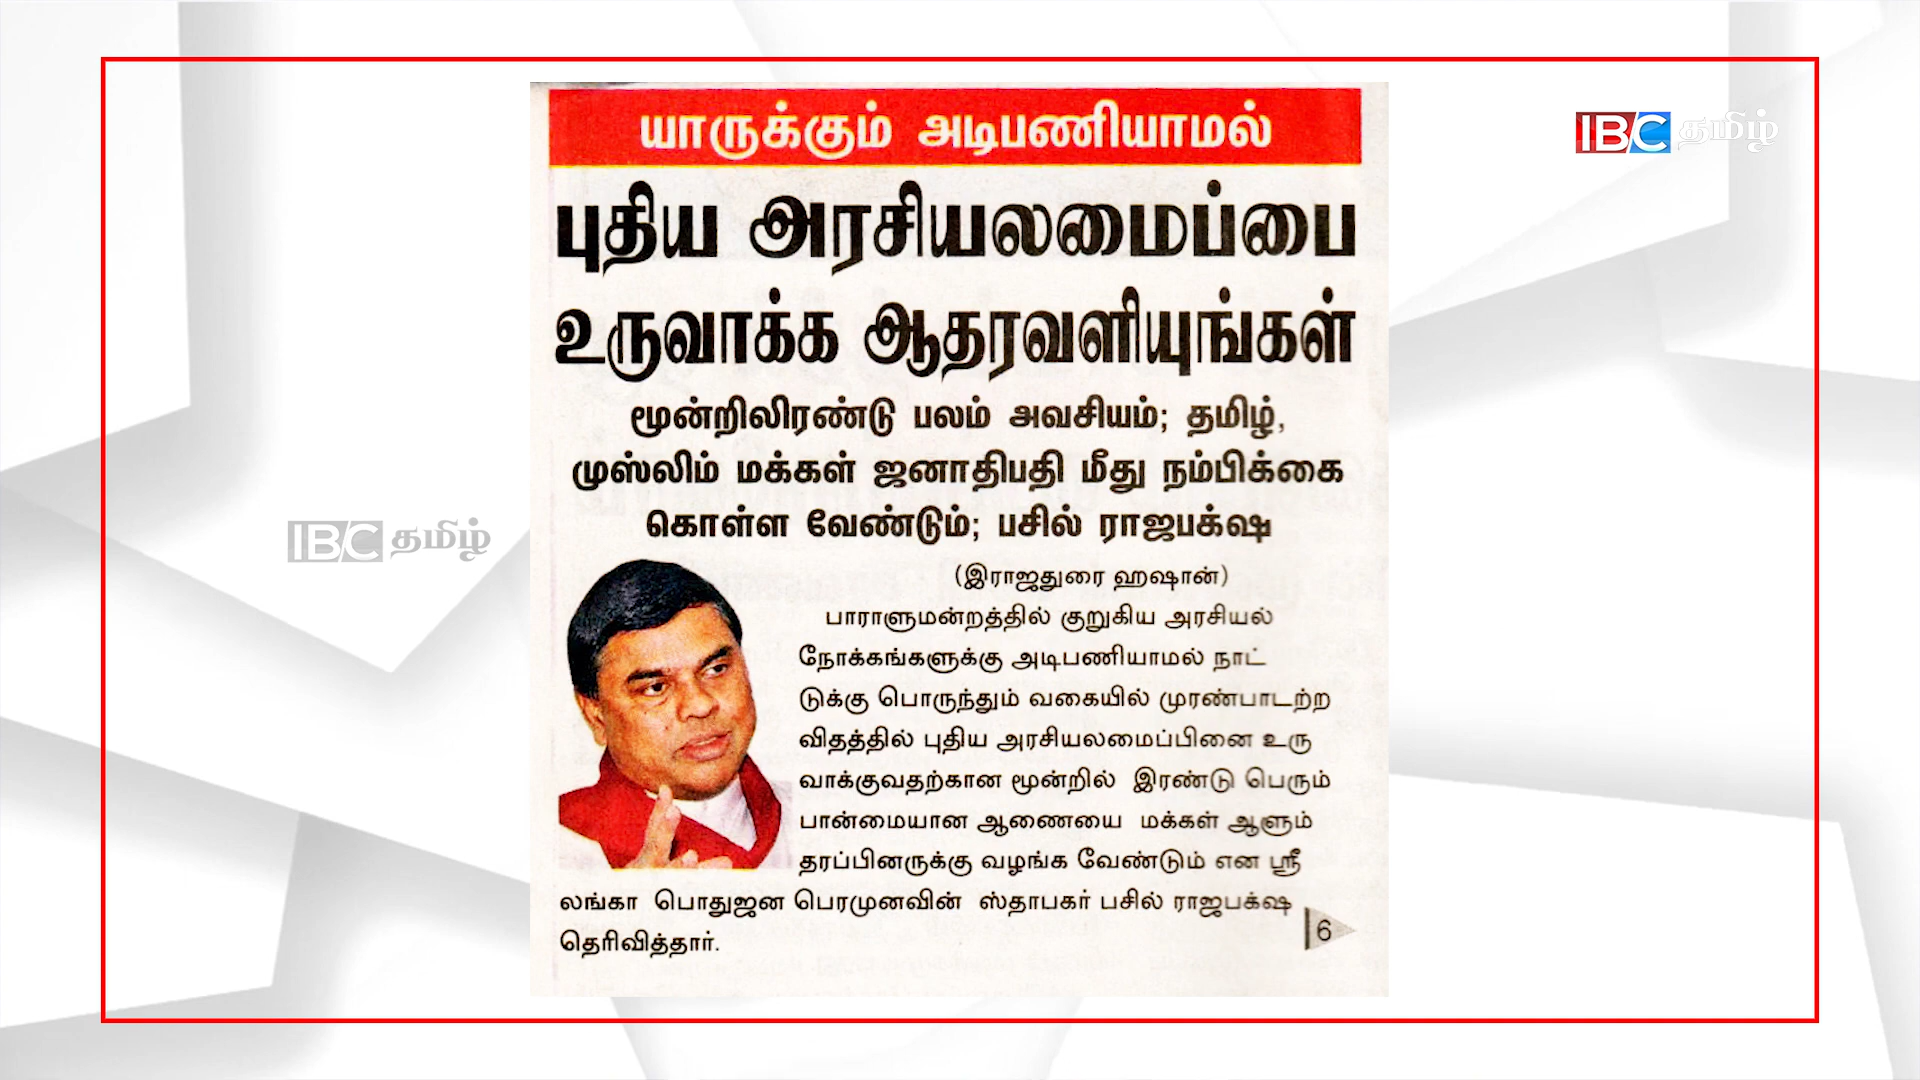 யாருக்கும் அடிபணியாமல்
IBC தமிழ்
புதிய அரசியலமைப்பை
உருவாக்க ஆதரவளியுங்கள்
மூன்றிலிரண்டு பலம் அவசியம்; தமிழ்,
முஸ்லிம் மக்கள் ஜனாதிபதி மீது நம்பிக்கை
கொள்ள வேண்டும்; பசில் ராஜபக்ஷ
IBC தமிழ்
(இராஜதுரை ஹஷான்)
பாராளுமன்றத்தில் குறுகிய அரசியல்
நோக்கங்களுக்கு அடிபணியாமல் நாட்
டுக்கு பொருந்தும் வகையில் முரண்பாடற்ற
விதத்தில் புதிய அரசியலமைப்பினை உரு
வாக்குவதற்கான மூன்றில் இரண்டு பெரும்
பான்மையான ஆணையை மக்கள் ஆளும்
தரப்பினருக்கு வழங்க வேண்டும் என ஸ்ரீ
லங்கா பொதுஜன பெரமுனவின் ஸ்தாபகர் பசில் ராஜபக்ஷ
தெரிவித்தார்.
6